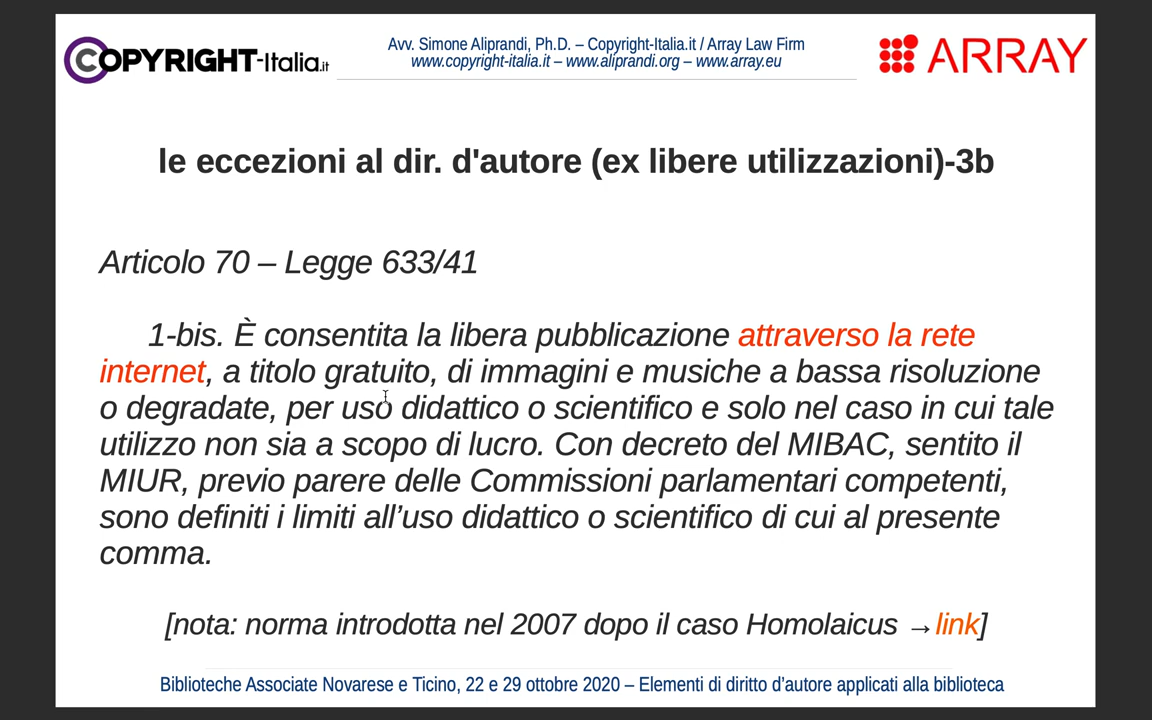 COPYRIGHT-Italia.it
Avv. Simone Aliprandi, Ph.D. – Copyright-Italia.it / Array Law Firm
www.copyright-italia.it – www.aliprandi.org – www.array.eu
ARRAY
le eccezioni al dir. d'autore (ex libere utilizzazioni)-3b
Articolo 70 – Legge 633/41
1-bis. È consentita la libera pubblicazione attraverso la rete
internet, a titolo gratuito, di immagini e musiche a bassa risoluzione
o degradate, per uso didattico o scientifico e solo nel caso in cui tale
utilizzo non sia a scopo di lucro. Con decreto del MIBAC, sentito il
MIUR, previo parere delle Commissioni parlamentari competenti,
sono definiti i limiti all’uso didattico o scientifico di cui al presente
comma.
[nota: norma introdotta nel 2007 dopo il caso Homolaicus →link]
Biblioteche Associate Novarese e Ticino, 22 e 29 ottobre 2020 – Elementi di diritto d’autore applicati alla biblioteca